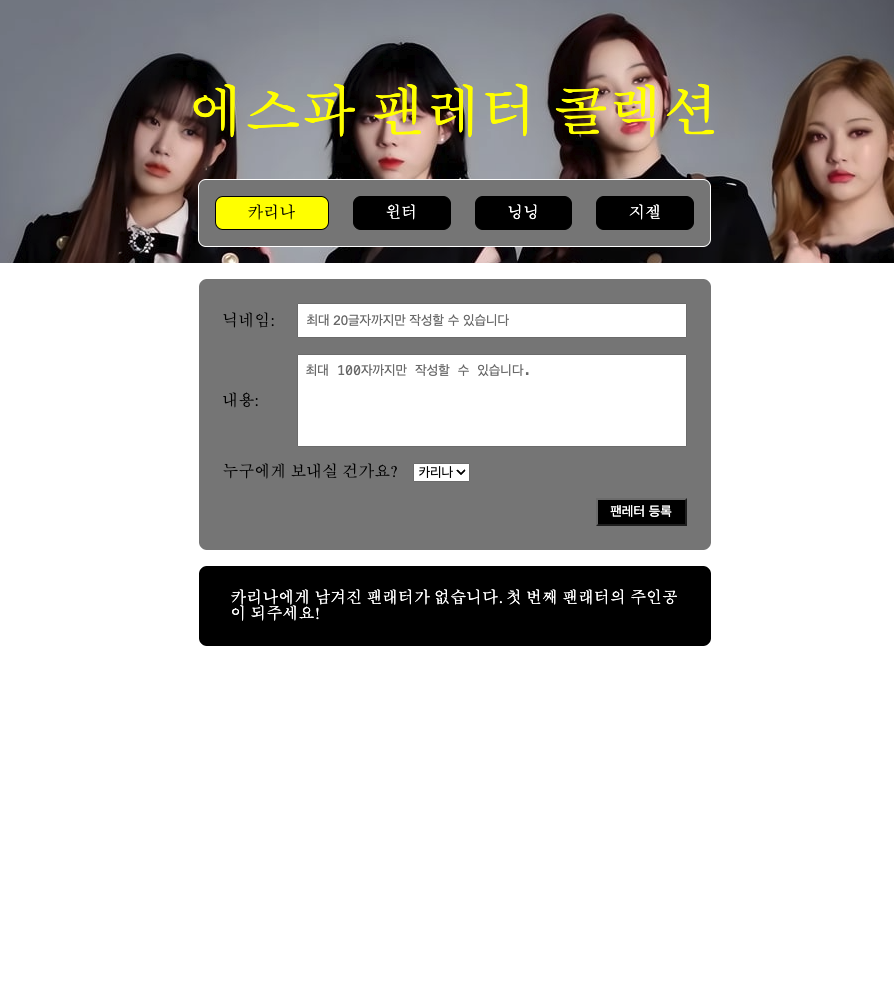 에스파 팬레터 콜렉션
카리나 윈터 닝닝 지젤
닉네임: 최대 20글자까지만 작성할 수 있습니다
최대 100자까지만 작성할 수 있습니다.
내용:
누구에게 보내실 건가요? 카리나
팬레터 등록
카리나에게 남겨진 팬래터가 없습니다. 첫 번째 팬래터의 주인공
이 되주세요!